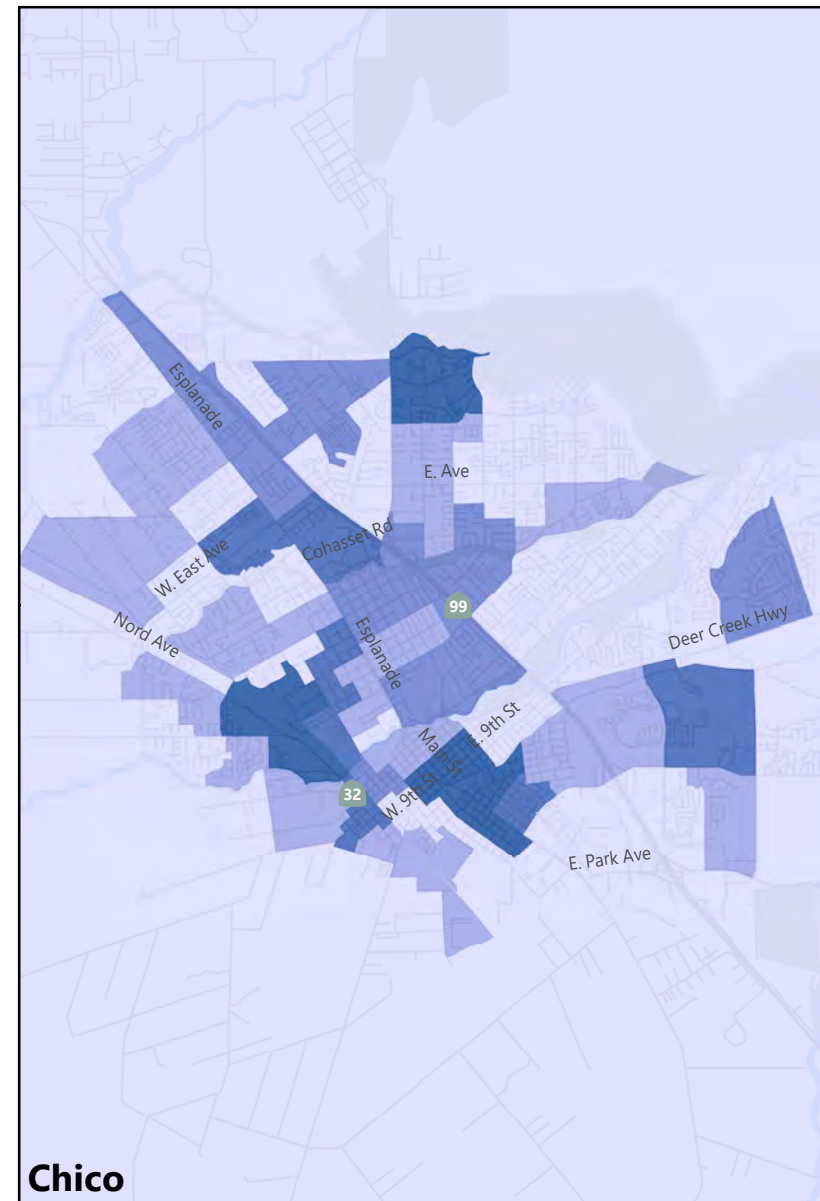 Esplanade
E. Ave
Cohasset Rd
W. East Ave
99
Nord Ave
Esplanade
Deer Creek Hwy
E. 9th St
Main St
32
W. 9th St
E. Park Ave
Chico